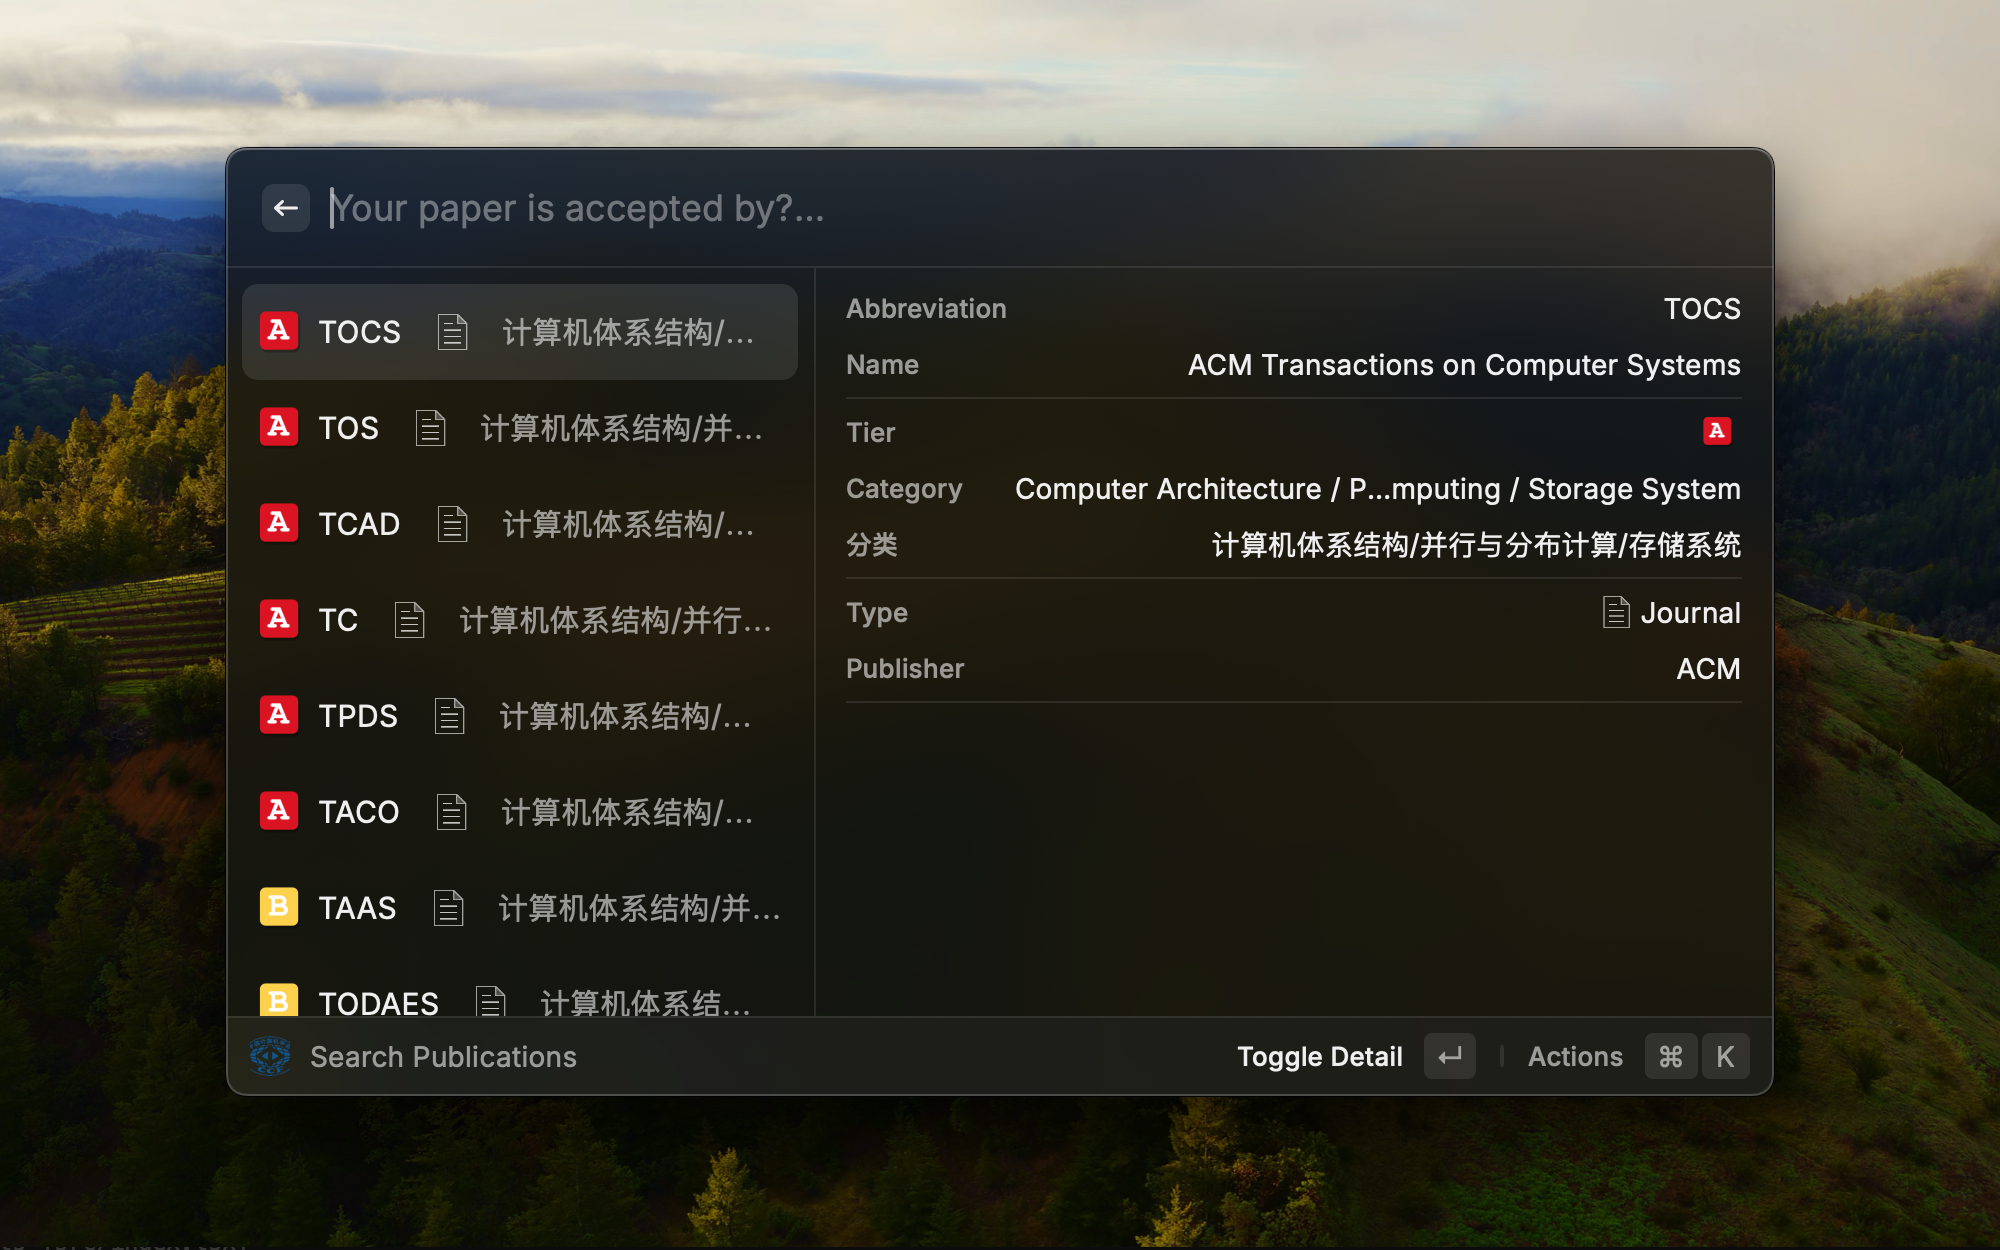 Your paper is accepted by?...
A TOCS 计算机体系结构/...
A TOS 计算机体系结构/并...
A TCAD 计算机体系结构/...
A TC 计算机体系结构/并行...
A TPDS 计算机体系结构/...
A TACO 计算机体系结构/...
B TAAS 计算机体系结构/并...
B TODAES 计算机体系结...
Abbreviation TOCS
Name ACM Transactions on Computer Systems
Tier A
Category Computer Architecture / P...mputing / Storage System
分类 计算机体系结构/并行与分布计算/存储系统
Type Journal
Publisher ACM
Search Publications
Toggle Detail ↵ Actions ⌘ K